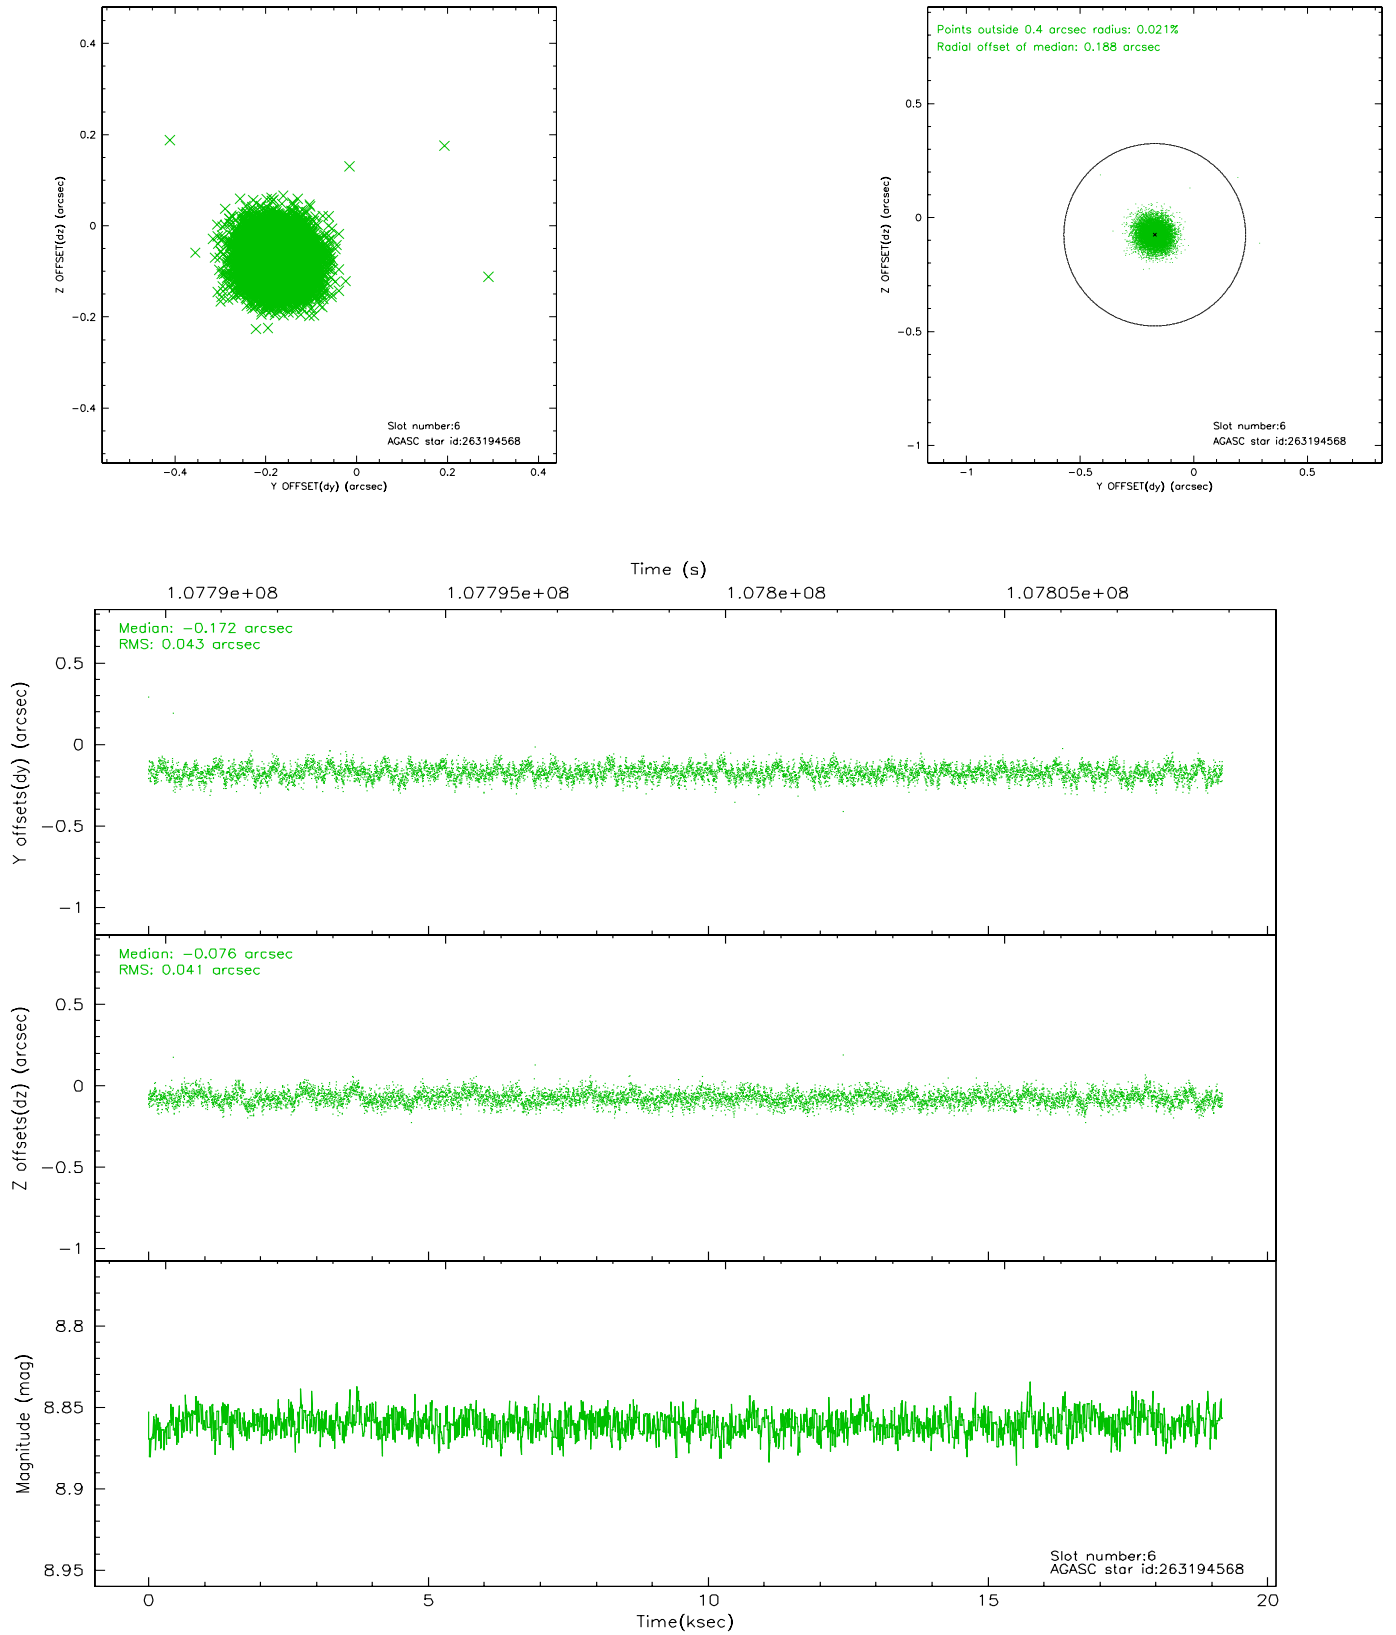 0.4
0.2
0
-0.2
-0.4
Z OFFSET(dz) (arcsec)
Slot number:6
AGASC star id:263194568
-0.4 -0.2 0 0.2 0.4
Y OFFSET(dy) (arcsec)
Points outside 0.4 arcsec radius: 0.021%
Radial offset of median: 0.188 arcsec
0.5
0
-0.5
-1
Z OFFSET(dz) (arcsec)
Slot number:6
AGASC star id:263194568
-1 -0.5 0 0.5
Y OFFSET(dy) (arcsec)
Time (s)
1.0779e+08 1.07795e+08 1.078e+08 1.07805e+08
Median: -0.172 arcsec
RMS: 0.043 arcsec
0.5
0
-0.5
-1
Y offsets(dy) (arcsec)
Median: -0.076 arcsec
RMS: 0.041 arcsec
0.5
0
-0.5
-1
Z offsets(dz) (arcsec)
8.8
8.85
8.9
8.95
Magnitude (mag)
Slot number:6
AGASC star id:263194568
0 5 10 15 20
Time(ksec)